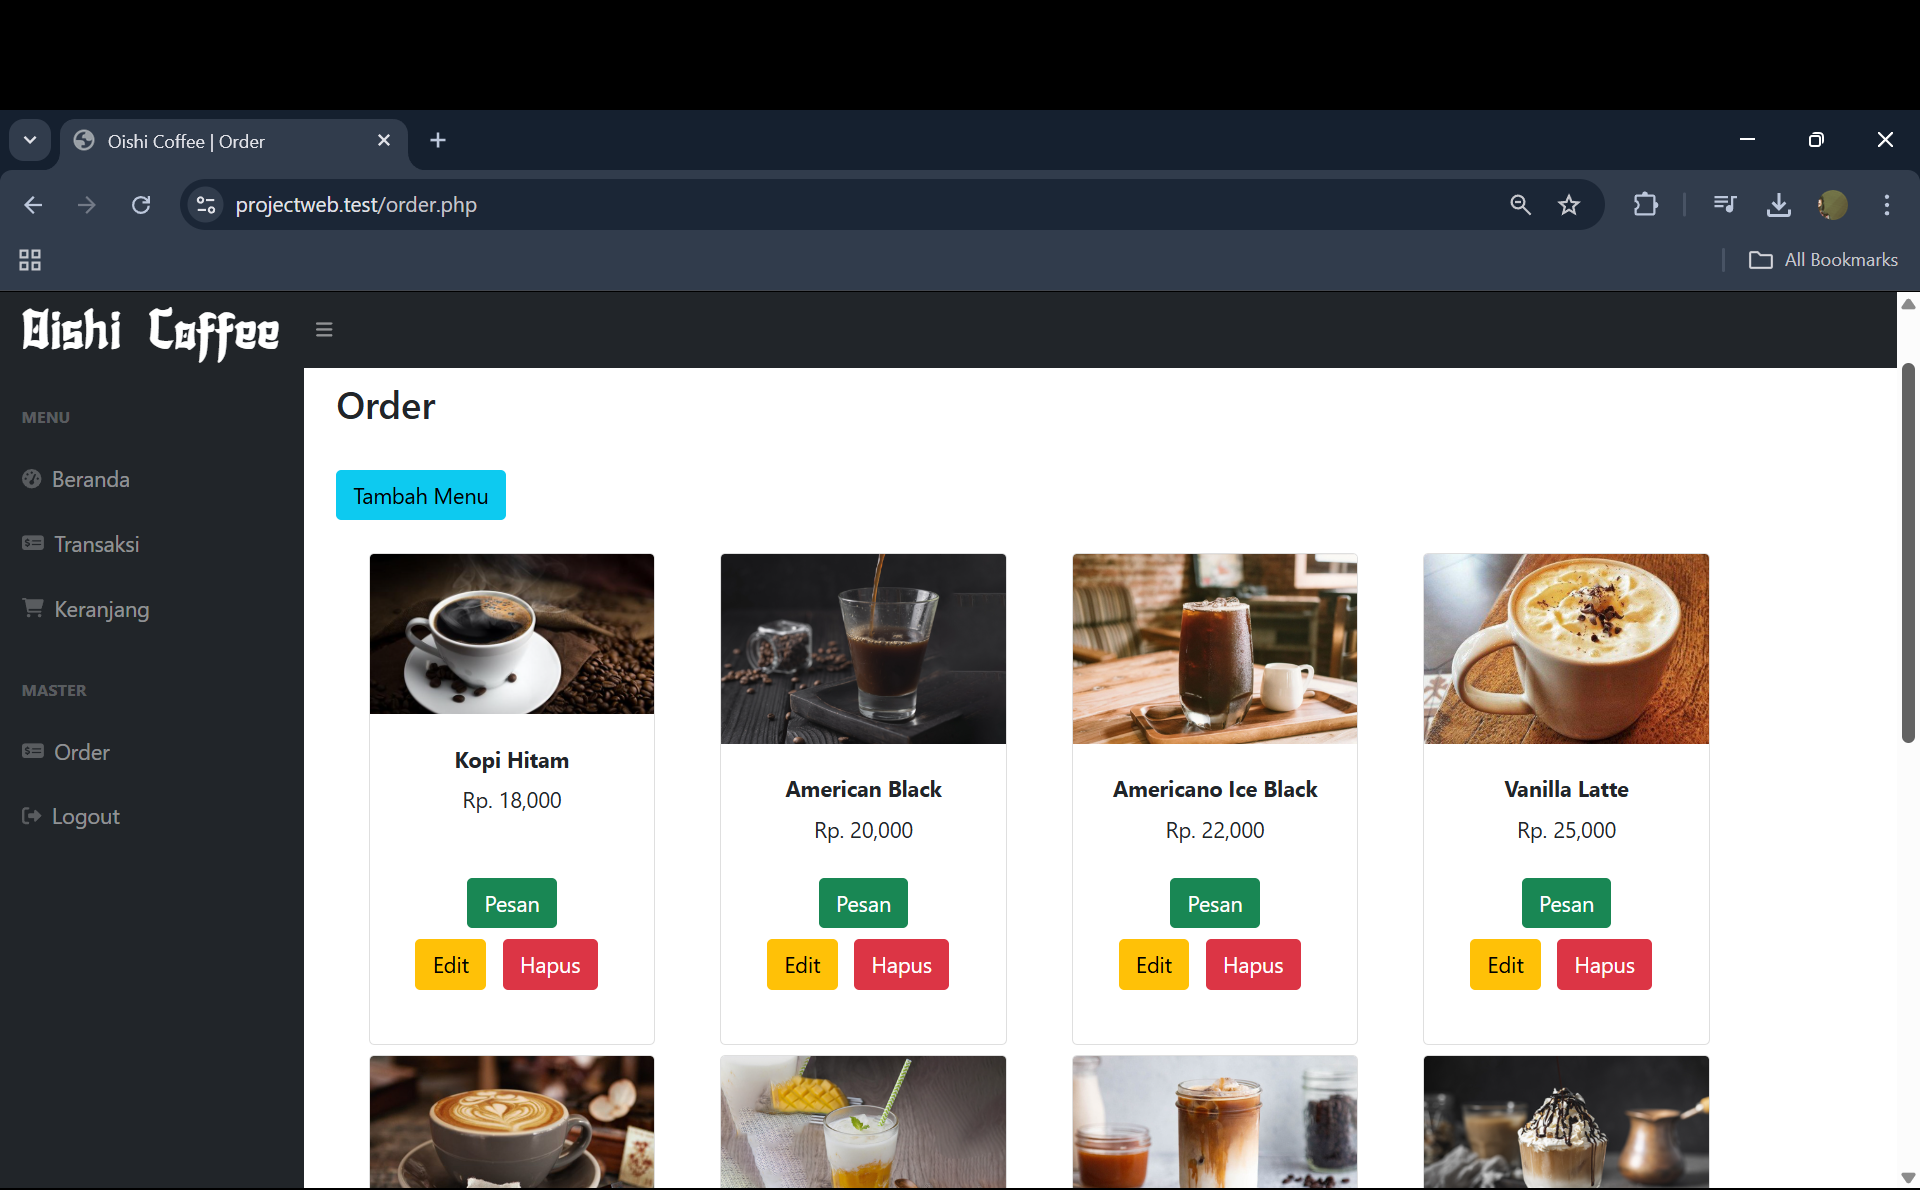 Oishi Coffee | Order
projectweb.test/order.php
All Bookmarks
Oishi Coffee
MENU
Beranda
Transaksi
Keranjang
MASTER
Order
Logout
Order
Tambah Menu
Kopi Hitam
Rp. 18,000
Pesan
Edit Hapus
American Black
Rp. 20,000
Pesan
Edit Hapus
Americano Ice Black
Rp. 22,000
Pesan
Edit Hapus
Vanilla Latte
Rp. 25,000
Pesan
Edit Hapus